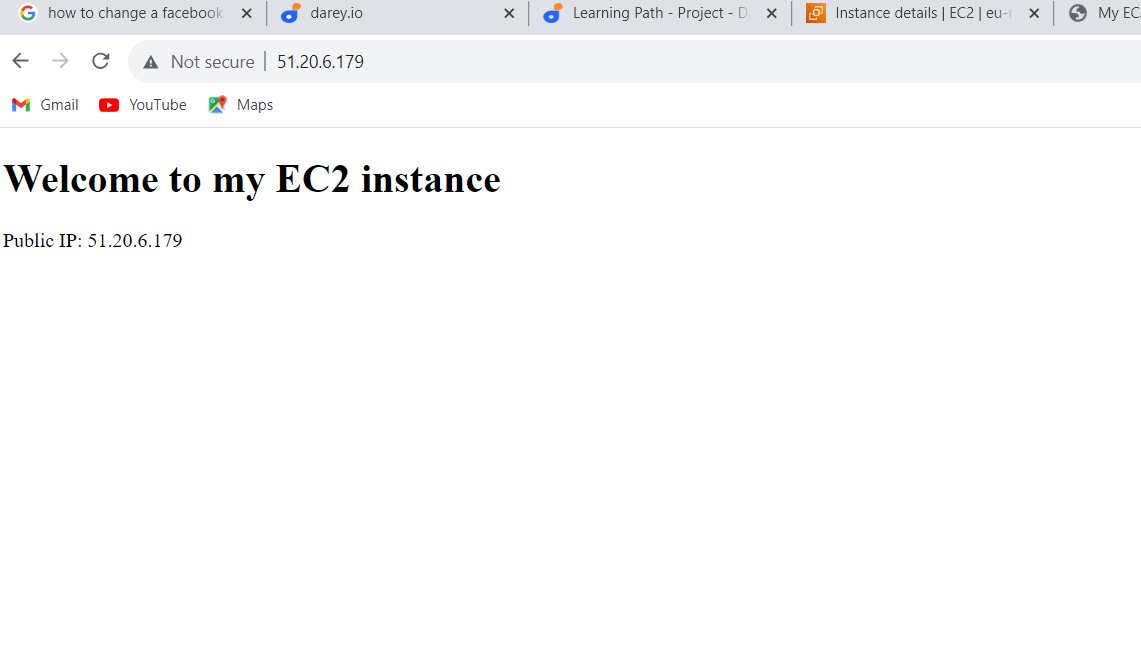 how to change a facebook
darey.io
Learning Path - Project - D
Instance details | EC2 | eu-r
My EC
Not secure
51.20.6.179
Gmail
YouTube
Maps
Welcome to my EC2 instance
Public IP: 51.20.6.179